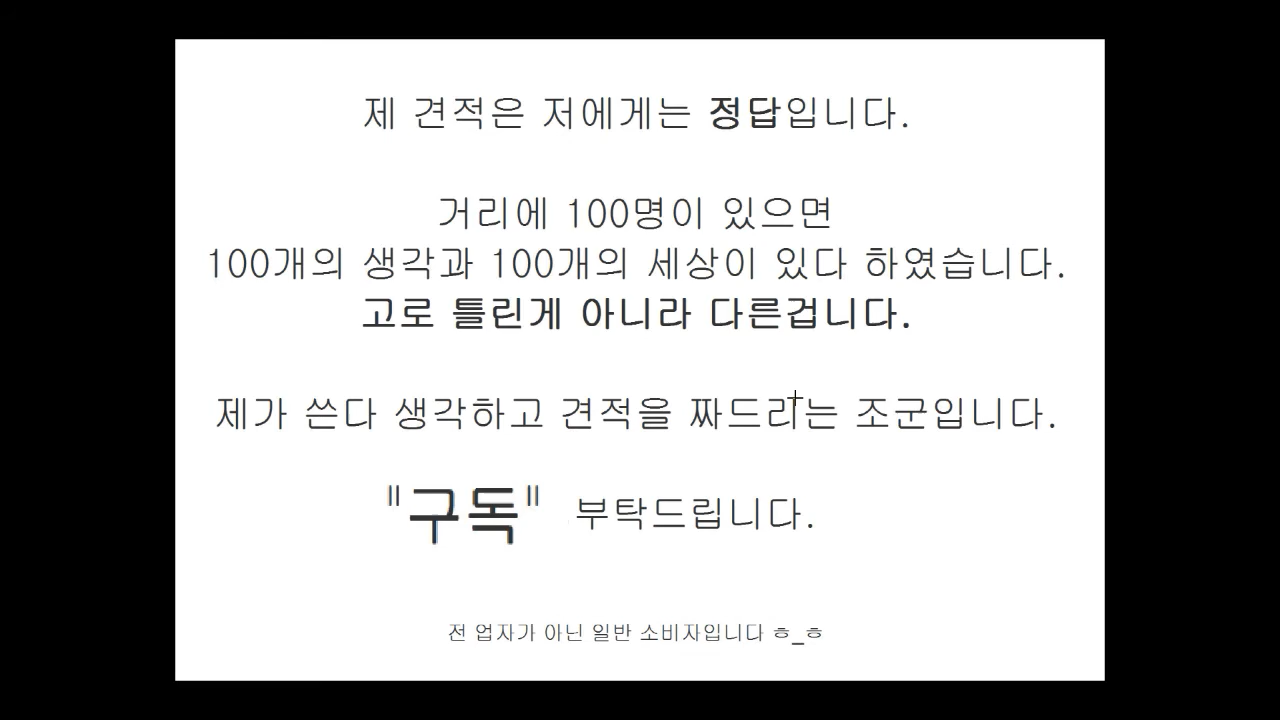 제 견적은 저에게는 정답입니다.
거리에 100명이 있으면
100개의 생각과 100개의 세상이 있다 하였습니다.
고로 틀린게 아니라 다른겁니다.
제가 쓴다 생각하고 견적을 짜드리는 조군입니다.
"구독" 부탁드립니다.
전 업자가 아닌 일반 소비자입니다 ㅎ_ㅎ